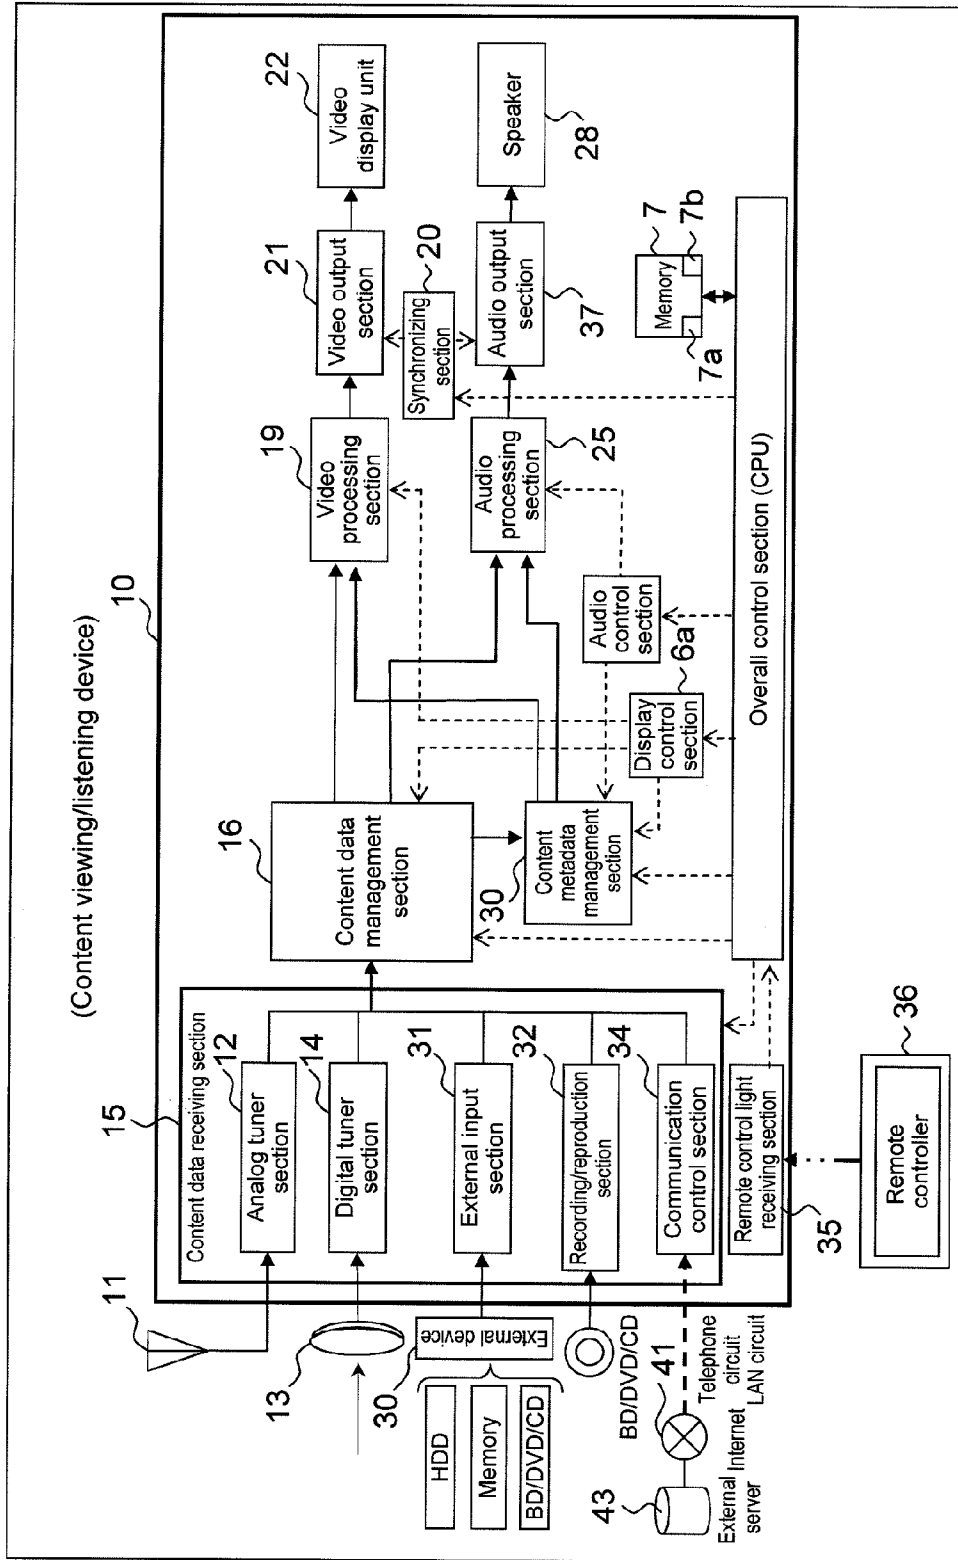 (Content viewing/listening device)
10
15
Content data receiving section
11
12
Analog tuner
section
13
14
Digital tuner
section
30
External device
HDD
Memory
BD/DVD/CD
31
External input
section
BD/DVD/CD
32
Recording/reproduction
section
34
Communication
control section
41
Telephone
circuit
LAN circuit
Internet
43
External
server
Remote control light
receiving section
35
36
Remote
controller
16
Content data
management
section
30
Content
metadata
management
section
Display
control
section
6a
Audio
control
section
19
Video
processing
section
Audio
processing
section
25
21
Video output
section
20
Synchronizing
section
Audio output
section
37
22
Video
display unit
Speaker
28
Memory
7
7a
7b
Overall control section (CPU)